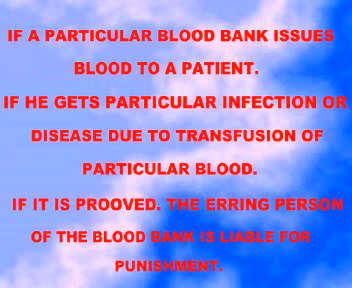 IF A PARTICULAR BLOOD BANK ISSUES
BLOOD TO A PATIENT.
IF HE GETS PARTICULAR INFECTION OR
DISEASE DUE TO TRANSFUSION OF
PARTICULAR BLOOD.
IF IT IS PROOVED. THE ERRING PERSON
OF THE BLOOD BANK IS LIABLE FOR
PUNISHMENT.